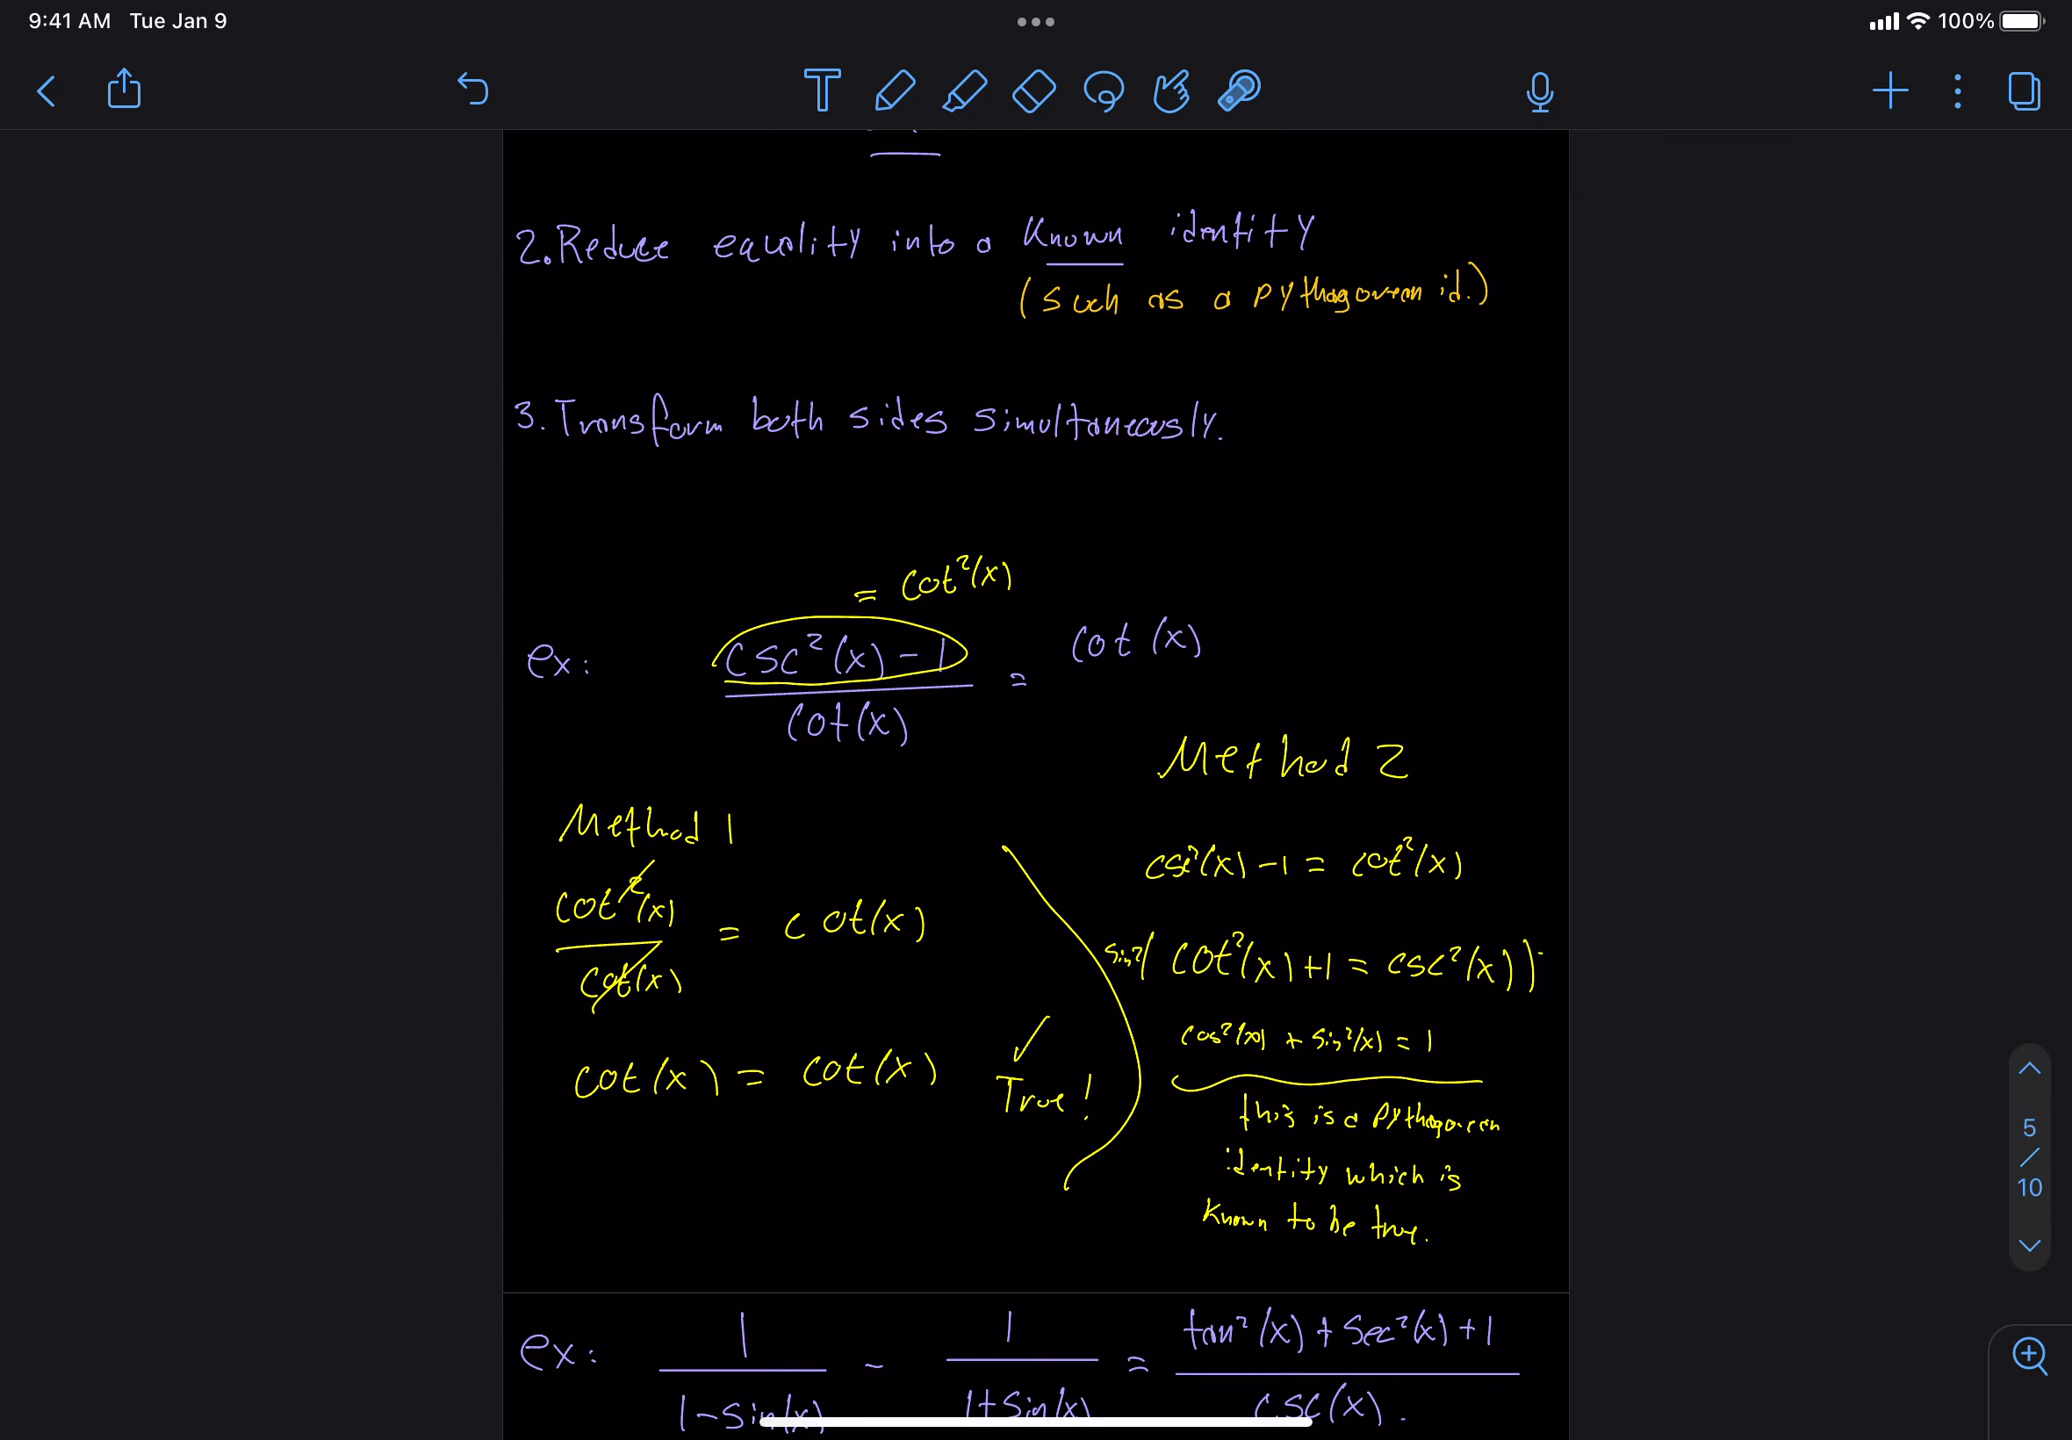 9:41 AM Tue Jan 9
100%
2. Reduce equality into a known identity
(such as a pythagorean id.)
3. Transform both sides simultaneously.
= cot²(x)
ex: csc²(x) - 1 / cot(x) = cot(x)
Method 2
Method 1
csc²(x) - 1 = cot²(x)
cot²(x) / cot(x) = cot(x)
sin²( cot²(x) + 1 = csc²(x))
cos²(x) + sin²(x) = 1
cot(x) = cot(x) ✓ True!
this is a pythagorean
identity which is
known to be true.
5
/
10
ex: 1 / 1-sin(x) - 1 / 1+sin(x) = tan²(x) + sec²(x) + 1 / csc(x).